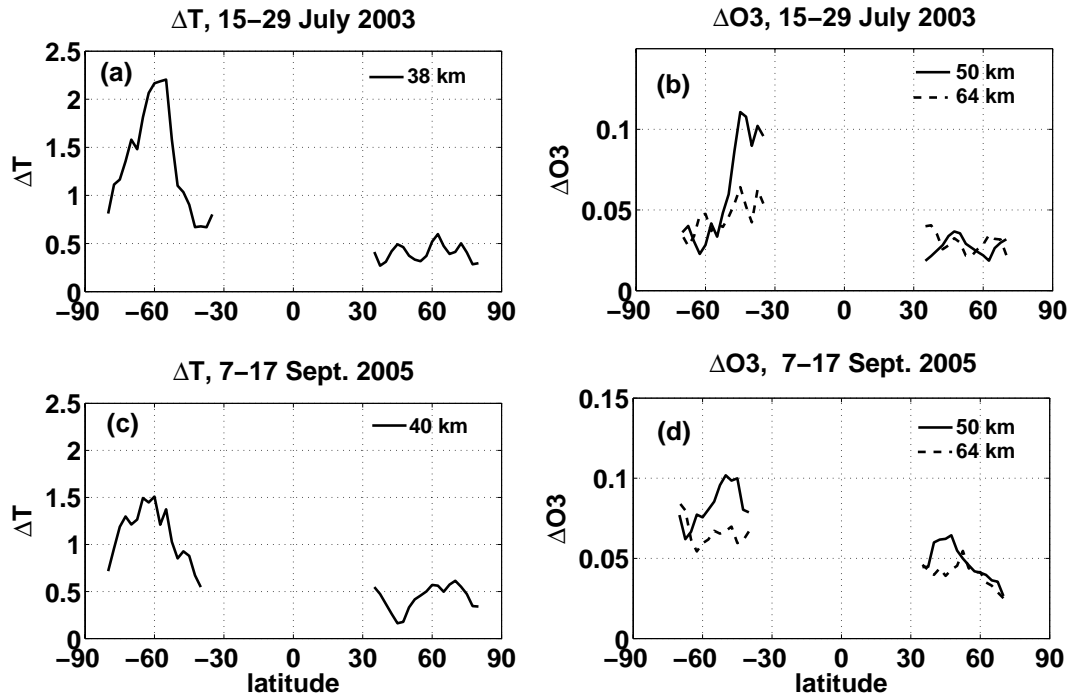 ΔT, 15−29 July 2003
(a)
38 km
2.5
2
1.5
1
0.5
0
ΔT
−90 −60 −30 0 30 60 90
ΔO3, 15−29 July 2003
(b)
50 km
64 km
0.1
0.05
0
ΔO3
−90 −60 −30 0 30 60 90
ΔT, 7−17 Sept. 2005
(c)
40 km
2.5
2
1.5
1
0.5
0
ΔT
−90 −60 −30 0 30 60 90
latitude
ΔO3, 7−17 Sept. 2005
(d)
50 km
64 km
0.15
0.1
0.05
0
ΔO3
−90 −60 −30 0 30 60 90
latitude